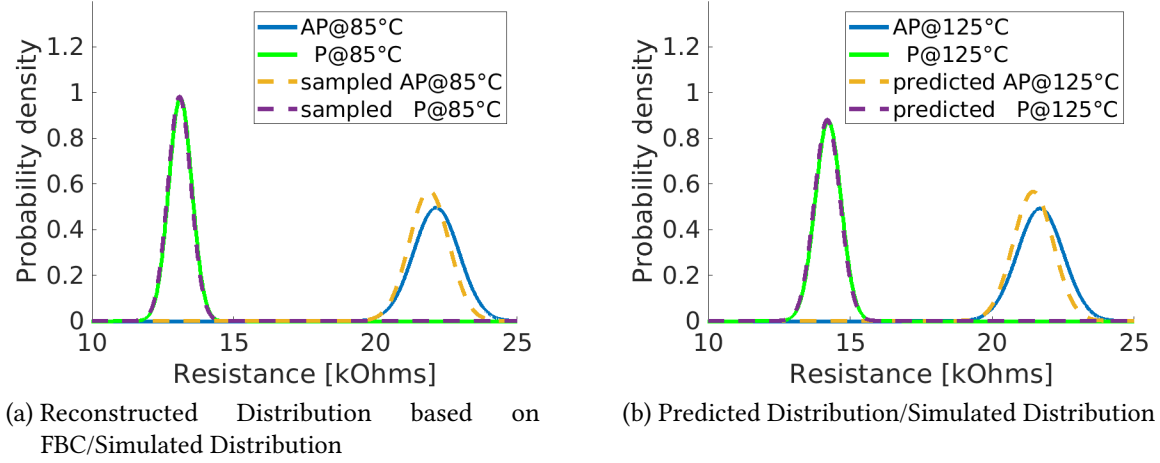 AP@85°C
P@85°C
sampled AP@85°C
sampled P@85°C
1.2
1
0.8
0.6
0.4
0.2
0
Probability density
10 15 20 25
Resistance [kOhms]
(a) Reconstructed Distribution based on
FBC/Simulated Distribution
AP@125°C
P@125°C
predicted AP@125°C
predicted P@125°C
1.2
1
0.8
0.6
0.4
0.2
0
Probability density
10 15 20 25
Resistance [kOhms]
(b) Predicted Distribution/Simulated Distribution